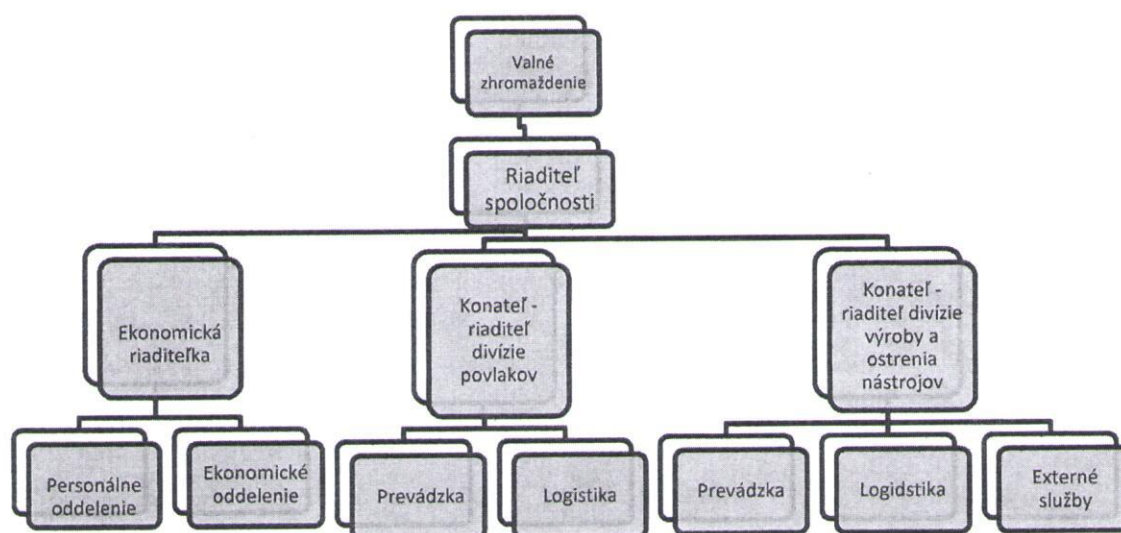 Valné
zhromaždenie
Riaditeľ
spoločnosti
Ekonomická
riaditeľka
Konateľ -
riaditeľ
divízie
povlakov
Konateľ -
riaditeľ divízie
výroby a
ostrenia
nástrojov
Personálne
oddelenie
Ekonomické
oddelenie
Prevádzka
Logistika
Prevádzka
Logidstika
Externé
služby